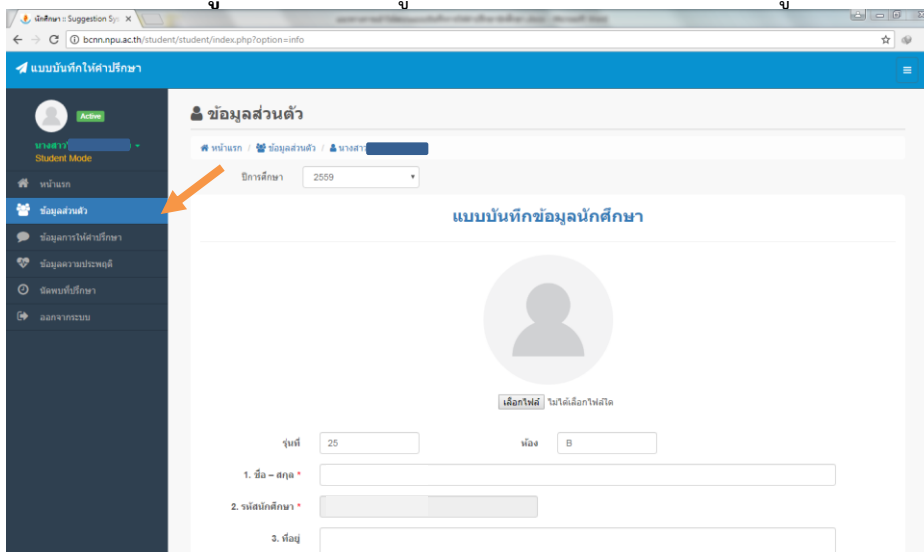 นักศึกษา :: Suggestion Sys
bcnn.npu.ac.th/student/index.php?option=info
แบบบันทึกให้คำปรึกษา
Active
นางสาว
Student Mode
หน้าแรก
ข้อมูลส่วนตัว
ข้อมูลการให้คำปรึกษา
ข้อมูลความประพฤติ
นัดพบที่ปรึกษา
ออกจากระบบ
ข้อมูลส่วนตัว
หน้าแรก / ข้อมูลส่วนตัว / นางสาว
ปีการศึกษา 2559
แบบบันทึกข้อมูลนักศึกษา
เลือกไฟล์ ไม่ได้เลือกไฟล์ใด
รุ่นที่ 25 ห้อง B
1. ชื่อ – สกุล *
2. รหัสนักศึกษา *
3. ที่อยู่